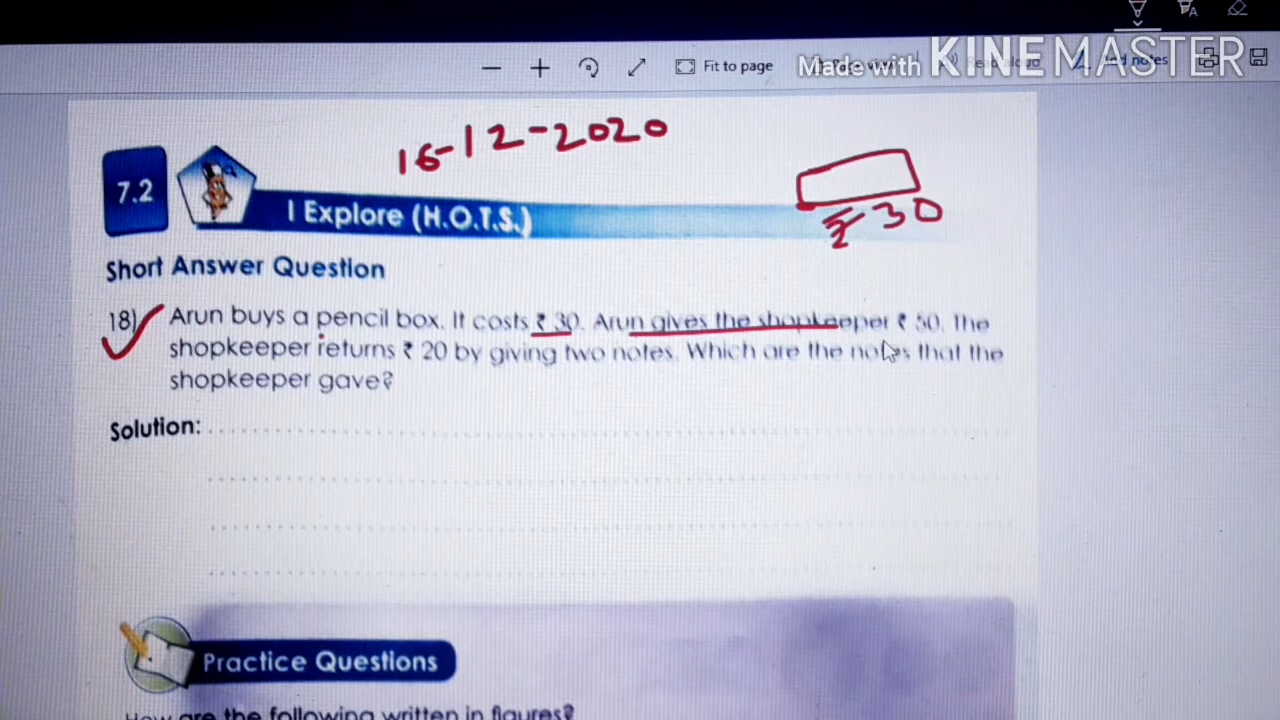 Fit to page
Made with KINEMASTER
16-12-2020
7.2
I Explore (H.O.T.S.)
₹ 30
Short Answer Question
18) Arun buys a pencil box. It costs ₹ 30. Arun gives the shopkeeper ₹ 50. The
shopkeeper returns ₹ 20 by giving two notes. Which are the notes that the
shopkeeper gave?
Solution:
Practice Questions
How are the following written in figures?